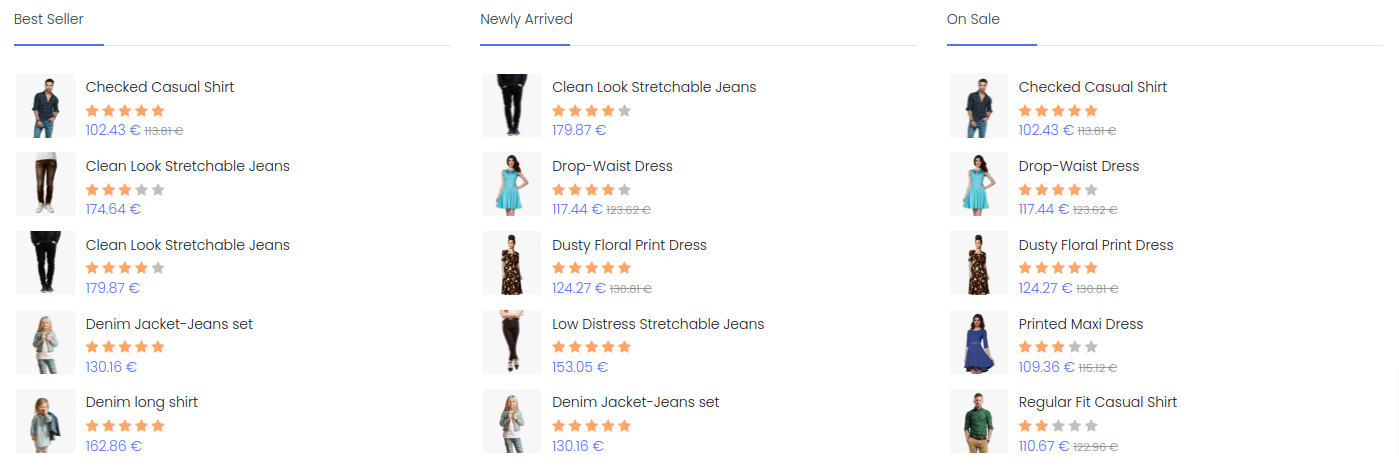 Best Seller
Checked Casual Shirt
102.43 € 113.81 €
Clean Look Stretchable Jeans
174.64 €
Clean Look Stretchable Jeans
179.87 €
Denim Jacket-Jeans set
130.16 €
Denim long shirt
162.86 €
Newly Arrived
Clean Look Stretchable Jeans
179.87 €
Drop-Waist Dress
117.44 € 123.62 €
Dusty Floral Print Dress
124.27 € 130.81 €
Low Distress Stretchable Jeans
153.05 €
Denim Jacket-Jeans set
130.16 €
On Sale
Checked Casual Shirt
102.43 € 113.81 €
Drop-Waist Dress
117.44 € 123.62 €
Dusty Floral Print Dress
124.27 € 130.81 €
Printed Maxi Dress
109.36 € 115.12 €
Regular Fit Casual Shirt
110.67 € 122.96 €